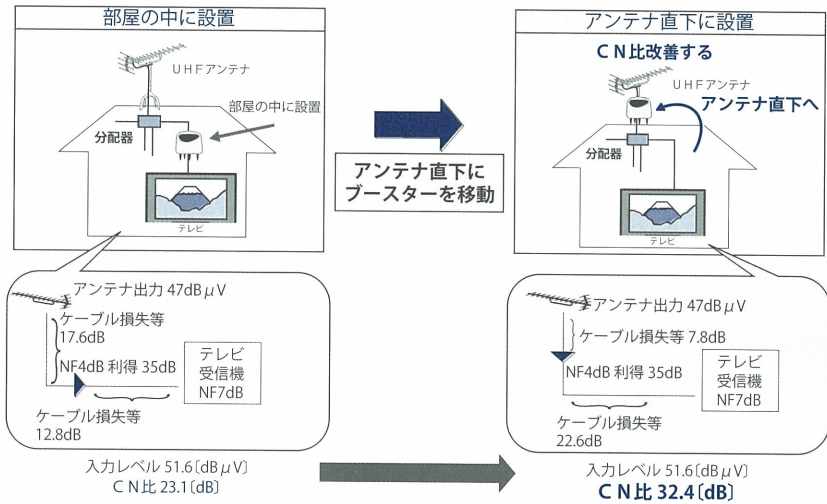 部屋の中に設置
UHFアンテナ
部屋の中に設置
分配器
テレビ
アンテナ直下に
ブースターを移動
アンテナ直下に設置
CN比改善する
UHFアンテナ
アンテナ直下へ
分配器
テレビ
アンテナ出力 47dBμV
ケーブル損失等
17.6dB
NF4dB 利得 35dB
テレビ
受信機
NF7dB
ケーブル損失等
12.8dB
入力レベル 51.6〔dBμV〕
CN比 23.1〔dB〕
アンテナ出力 47dBμV
ケーブル損失等 7.8dB
NF4dB 利得 35dB
テレビ
受信機
NF7dB
ケーブル損失等
22.6dB
入力レベル 51.6〔dBμV〕
CN比 32.4〔dB〕